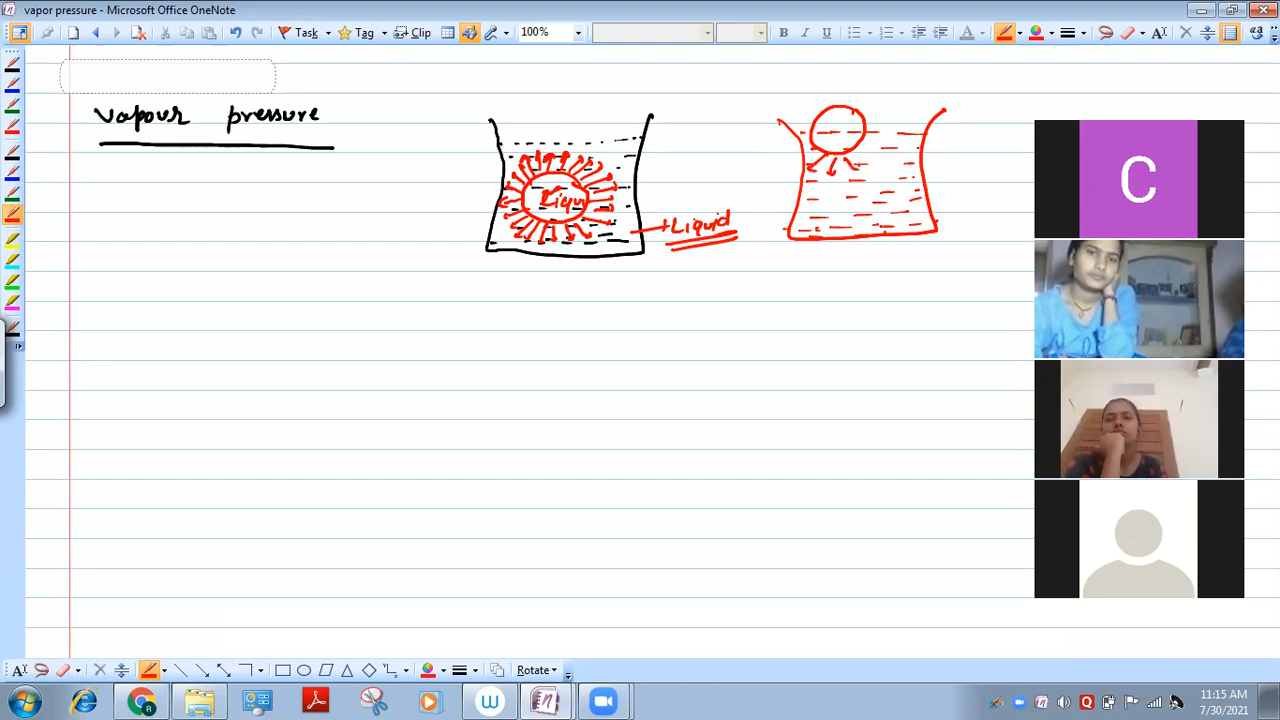 vapor pressure - Microsoft Office OneNote
Task Tag Clip 100% B I U A
vapour pressure
Liqu
Liquid
C
Rotate
11:15 AM
7/30/2021